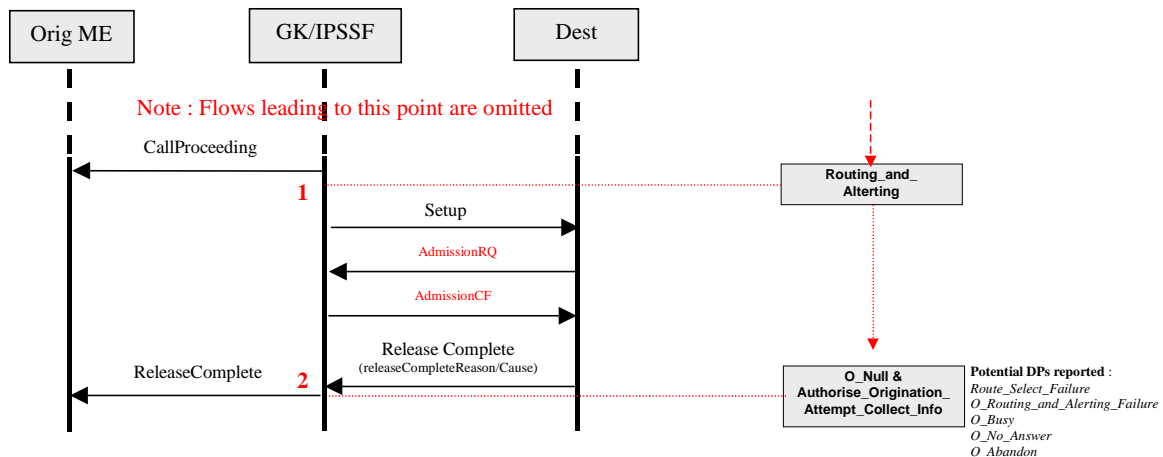 Orig ME
GK/IPSSF
Dest
Note : Flows leading to this point are omitted
CallProceeding
1
Routing_and_
Alterting
Setup
AdmissionRQ
AdmissionCF
Release Complete
(releaseCompleteReason/Cause)
ReleaseComplete
2
O_Null &
Authorise_Origination_
Attempt_Collect_Info
Potential DPs reported :
Route_Select_Failure
O_Routing_and_Alerting_Failure
O_Busy
O_No_Answer
O_Abandon